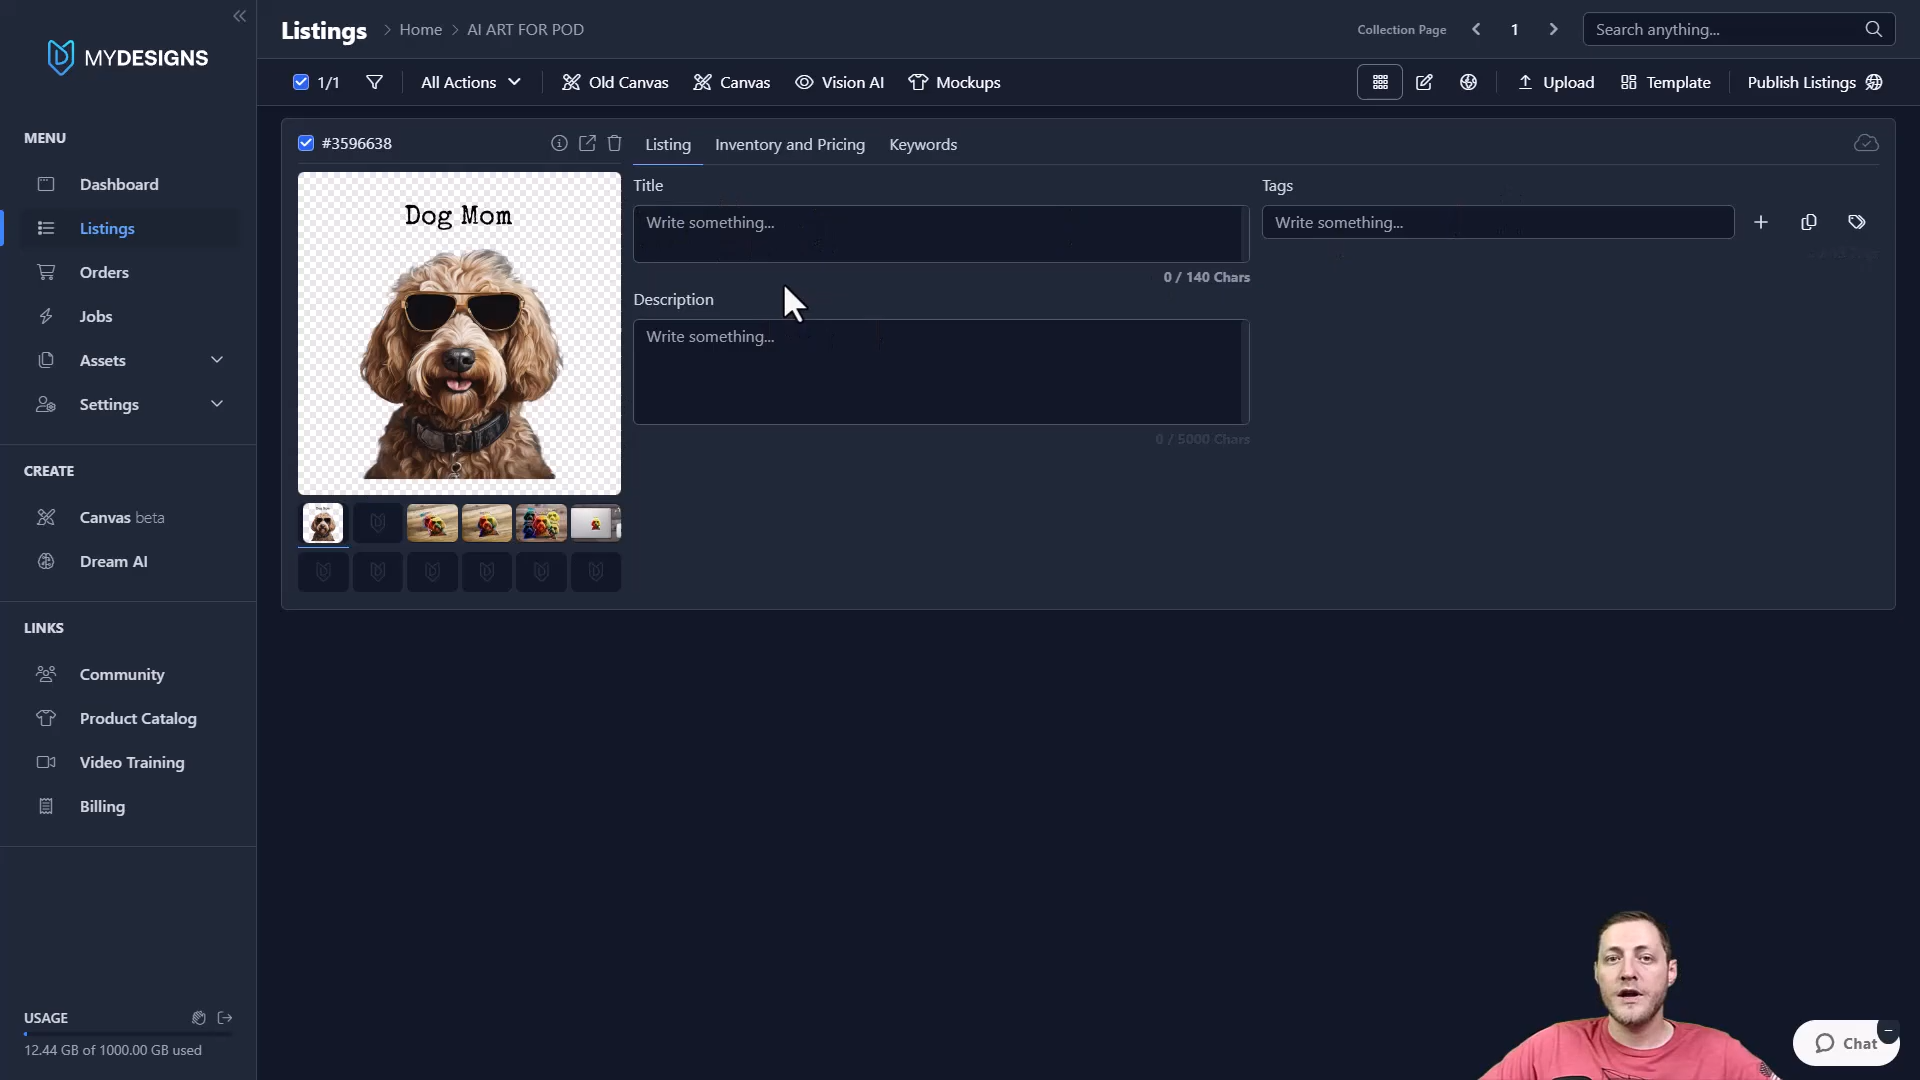 MYDESIGNS
MENU
Dashboard
Listings
Orders
Jobs
Assets
Settings
CREATE
Canvas beta
Dream AI
LINKS
Community
Product Catalog
Video Training
Billing
USAGE
12.44 GB of 1000.00 GB used
Listings > Home > AI ART FOR POD
Collection Page < 1 >
Search anything...
1/1
All Actions
Old Canvas
Canvas
Vision AI
Mockups
Upload
Template
Publish Listings
#3596638
Dog Mom
Listing
Inventory and Pricing
Keywords
Title
Write something...
0 / 140 Chars
Description
Write something...
0 / 5000 Chars
Tags
Write something...
Chat